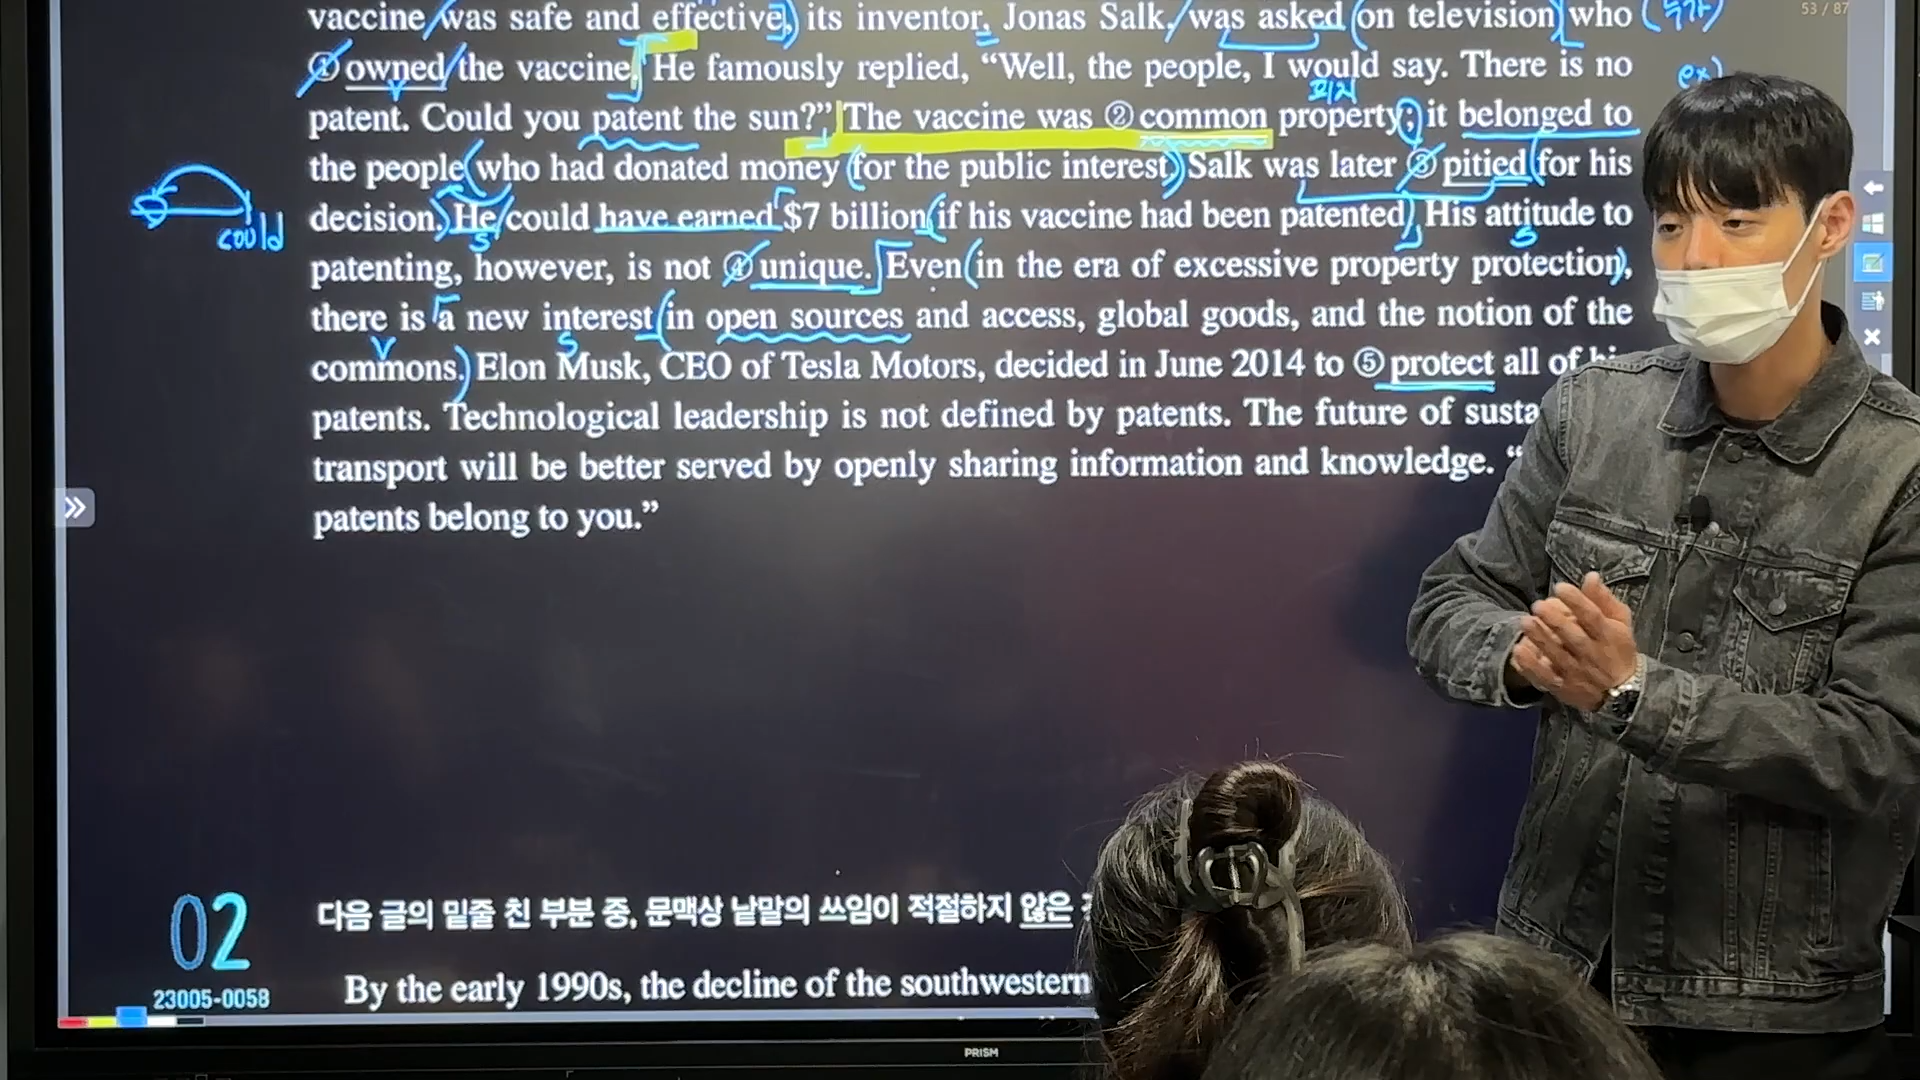 53 / 87
vaccine was safe and effective, its inventor, Jonas Salk, was asked on television who
① owned the vaccine. He famously replied, “Well, the people, I would say. There is no
ex)
patent. Could you patent the sun?” The vaccine was ② common property; it belonged to
the people who had donated money for the public interest. Salk was later ③ pitied for his
decision. He could have earned $7 billion if his vaccine had been patented. His attitude to
could
S
S
patenting, however, is not ④ unique. Even in the era of excessive property protection,
there is a new interest in open sources and access, global goods, and the notion of the
V
S
commons. Elon Musk, CEO of Tesla Motors, decided in June 2014 to ⑤ protect all of
patents. Technological leadership is not defined by patents. The future of
transport will be better served by openly sharing information and knowledge. “
patents belong to you.”
02
다음 글의 밑줄 친 부분 중, 문맥상 낱말의 쓰임이 적절하지 않은
By the early 1990s, the decline of the southwestern
23005-0058
PRISM